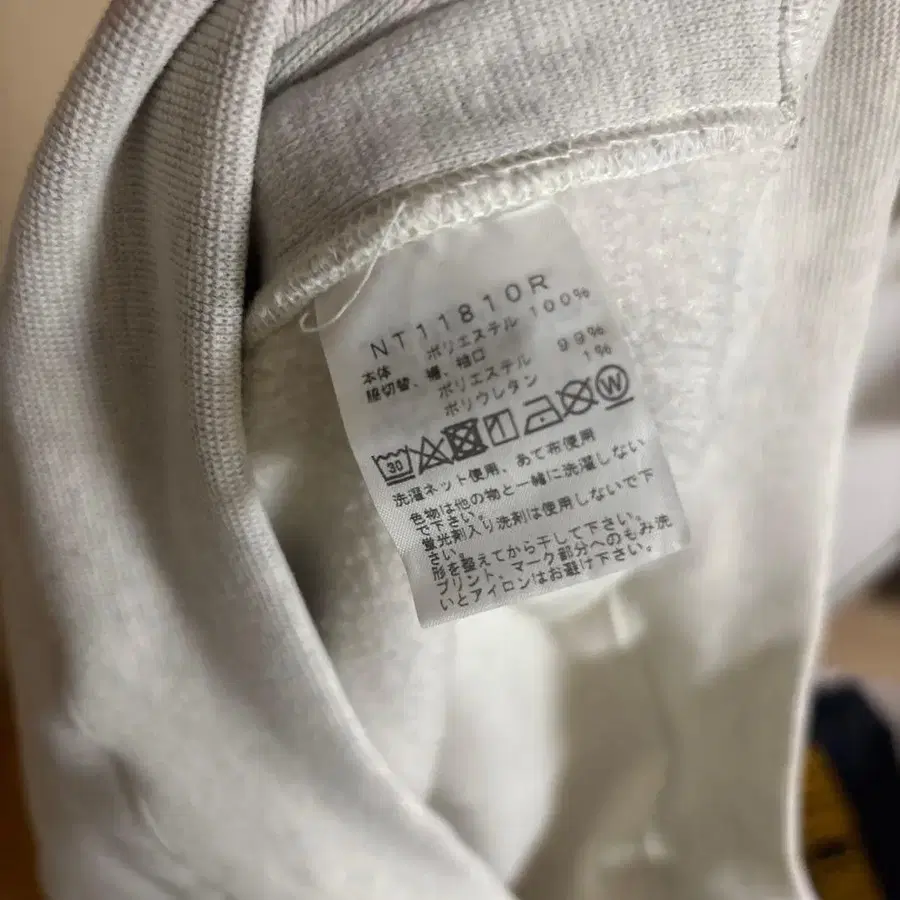 NT11810R
本体 ポリエステル 100%
脇切替、裾、袖口
ポリエステル 99%
ポリウレタン 1%
30 W
洗濯ネット使用、あて布使用
色物は他の物と一緒に洗濯しない
で下さい。
蛍光剤入り洗剤は使用しないで下
さい。
形を整えてから干して下さい。
プリント、マーク部分へのもみ洗
いとアイロンはお避け下さい。